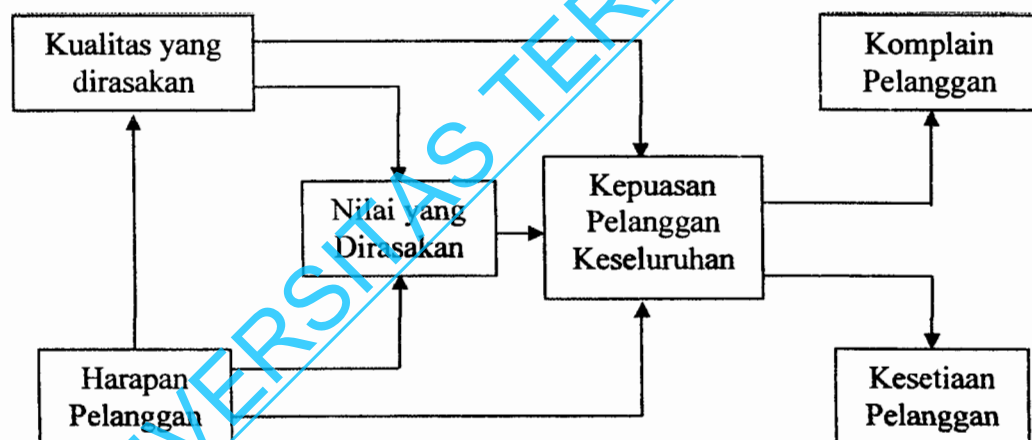 Kualitas yang
dirasakan
Komplain
Pelanggan
Nilai yang
Dirasakan
Kepuasan
Pelanggan
Keseluruhan
Harapan
Pelanggan
Kesetiaan
Pelanggan
VERSITAS TER